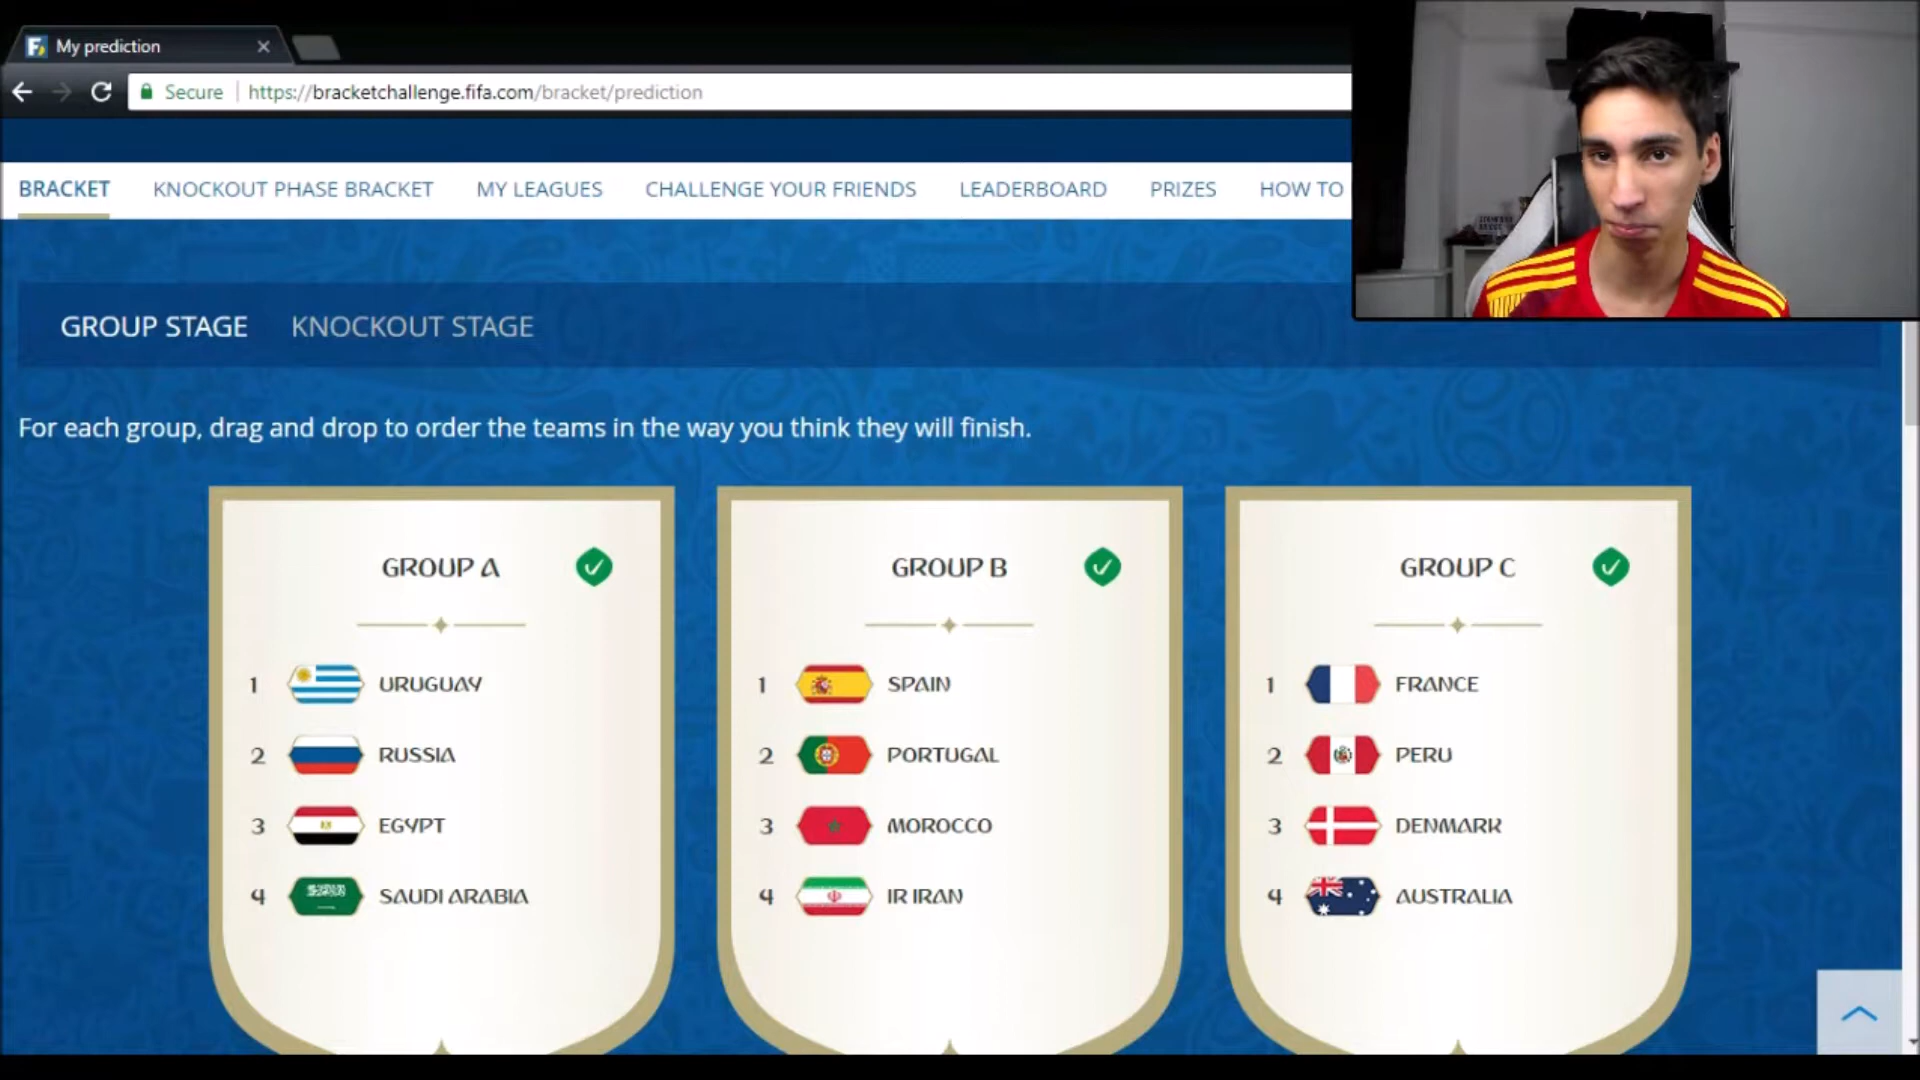 My prediction
Secure https://bracketchallenge.fifa.com/bracket/prediction
BRACKET KNOCKOUT PHASE BRACKET MY LEAGUES CHALLENGE YOUR FRIENDS LEADERBOARD PRIZES HOW TO
GROUP STAGE KNOCKOUT STAGE
For each group, drag and drop to order the teams in the way you think they will finish.
GROUP A
1 URUGUAY
2 RUSSIA
3 EGYPT
4 SAUDI ARABIA
GROUP B
1 SPAIN
2 PORTUGAL
3 MOROCCO
4 IR IRAN
GROUP C
1 FRANCE
2 PERU
3 DENMARK
4 AUSTRALIA